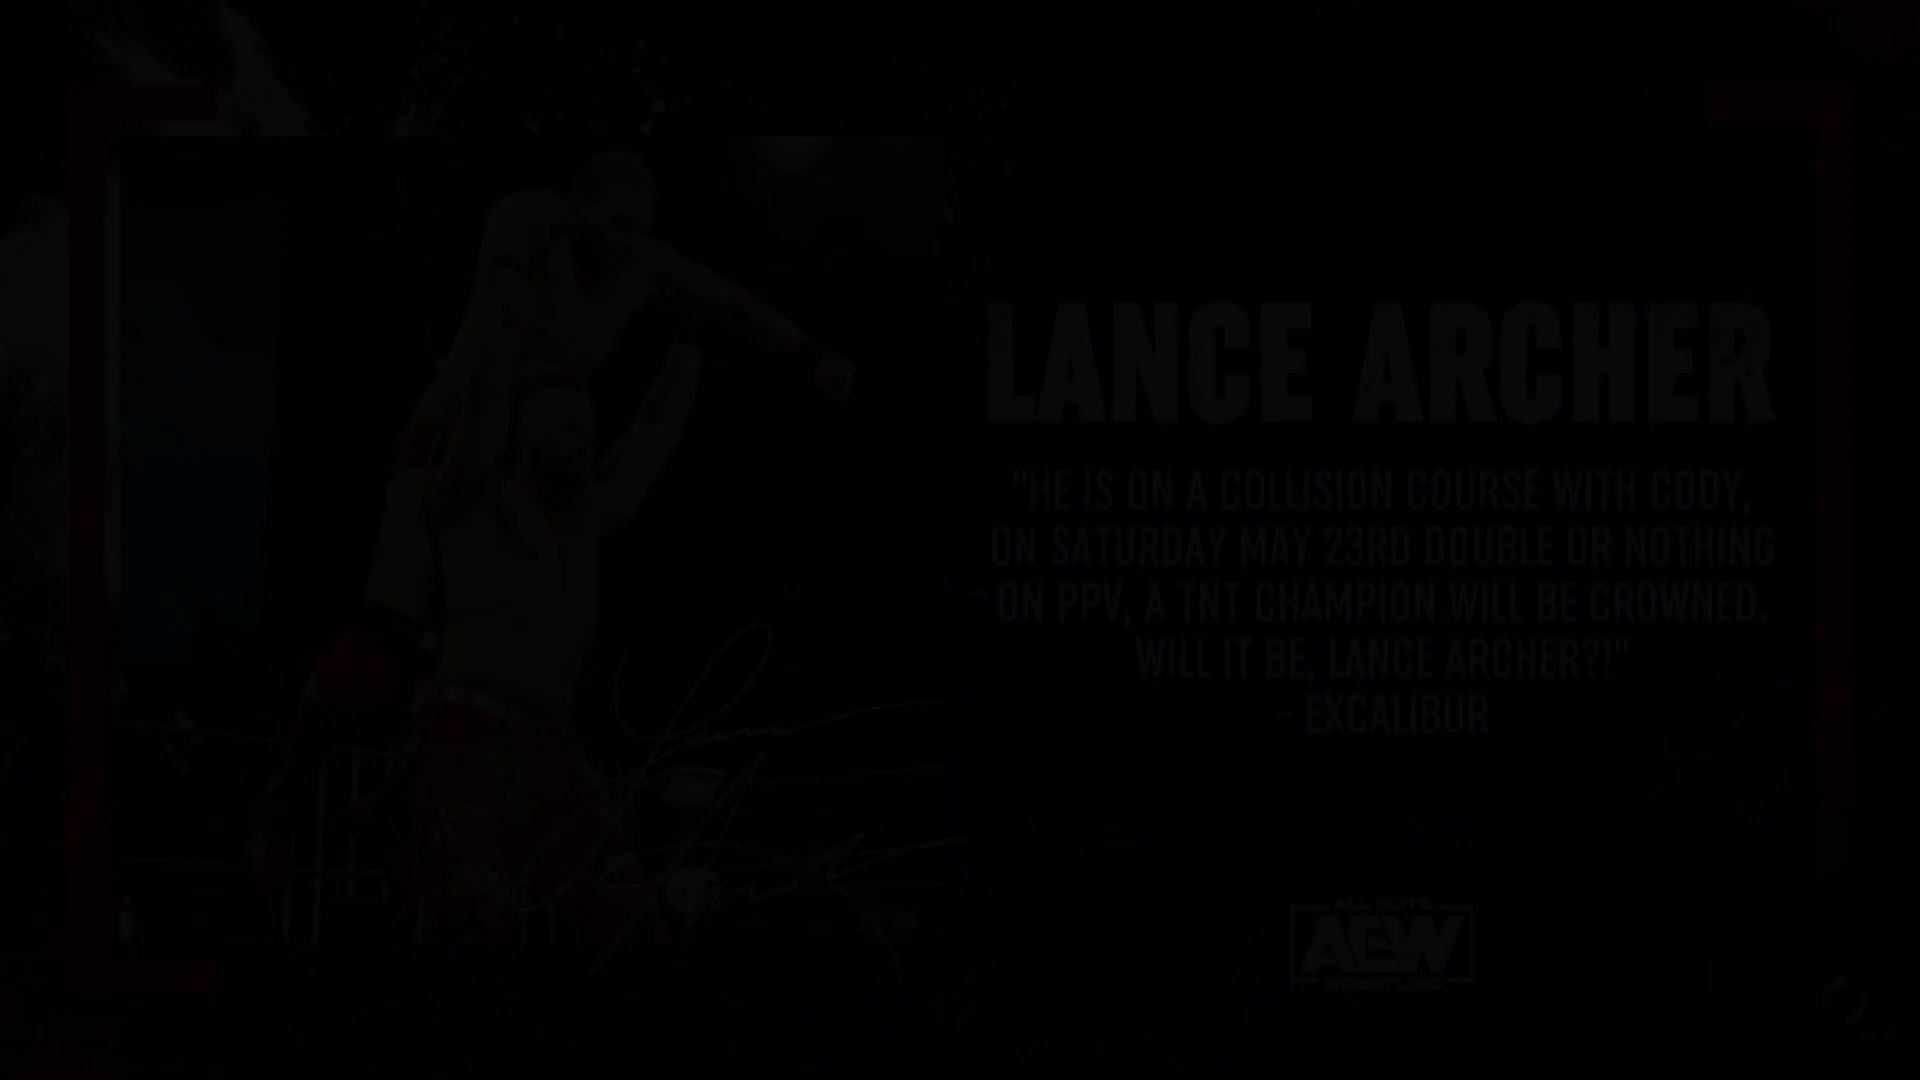 LANCE ARCHER
"HE IS ON A COLLISION COURSE WITH CODY,
ON SATURDAY MAY 23RD DOUBLE OR NOTHING
ON PPV, A TNT CHAMPION WILL BE CROWNED.
WILL IT BE, LANCE ARCHER?!"
- EXCALIBUR
ALL ELITE
AEW
WRESTLING